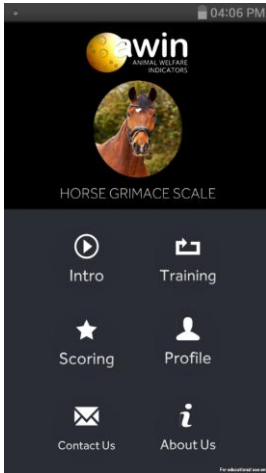 04:06 PM
awin
ANIMAL WELFARE
INDICATORS
HORSE GRIMACE SCALE
Intro
Training
Scoring
Profile
Contact Us
About Us
For educational use on